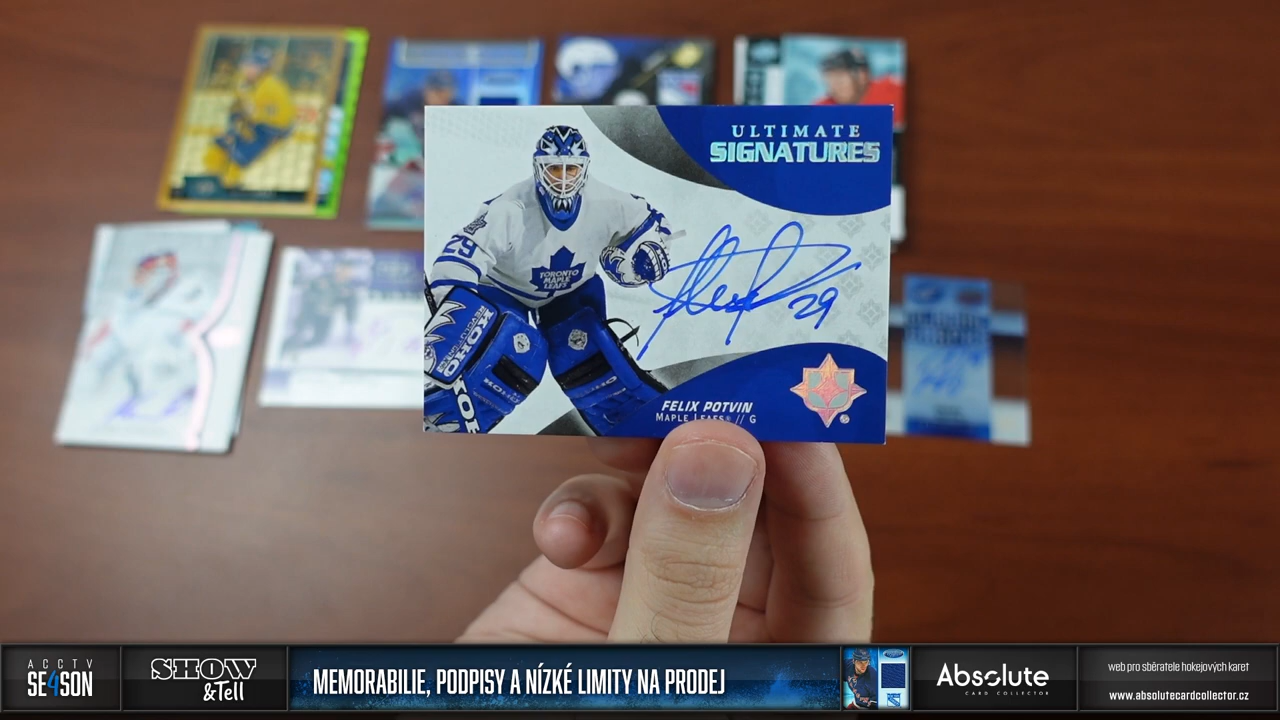 ULTIMATE
SIGNATURES
29
TORONTO
MAPLE
LEAFS
KOHO
29
FELIX POTVIN
MAPLE LEAFS // G
ACCTV
SE4SON
SHOW
&Tell
MEMORABILIE, PODPISY A NÍZKÉ LIMITY NA PRODEJ
Absolute
CARD COLLECTOR
web pro sběratele hokejových karet
www.absolutecardcollector.cz